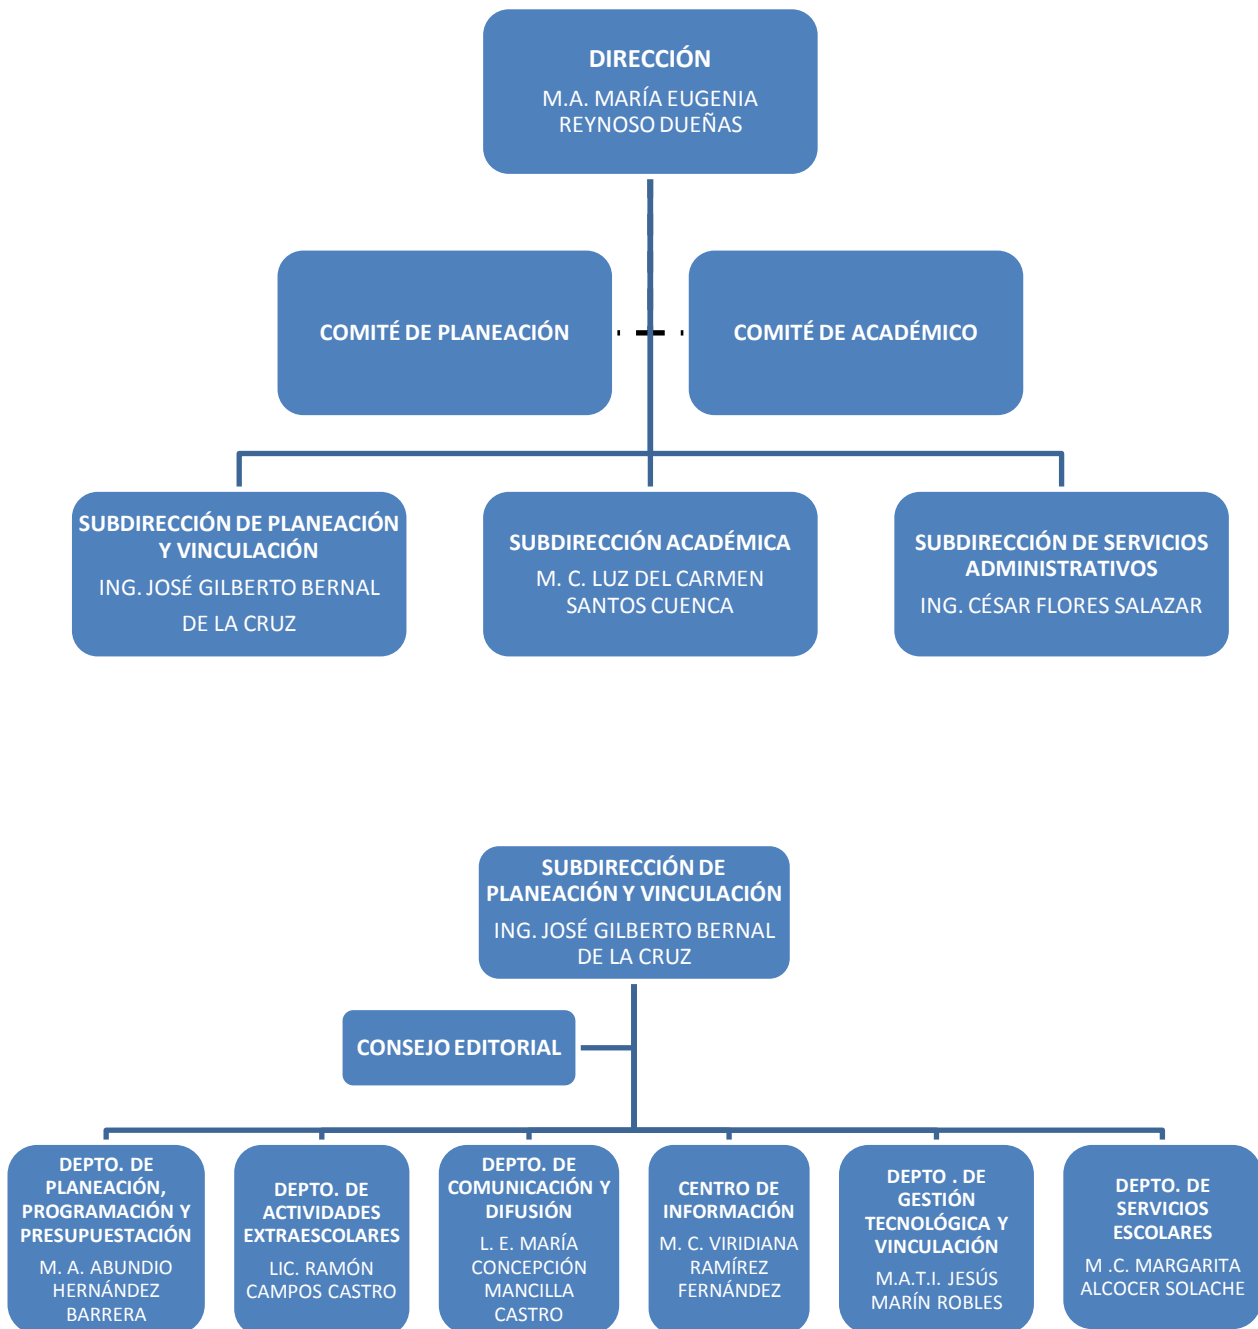 DIRECCIÓN
M.A. MARÍA EUGENIA
REYNOSO DUEÑAS
COMITÉ DE PLANEACIÓN
COMITÉ DE ACADÉMICO
SUBDIRECCIÓN DE PLANEACIÓN
Y VINCULACIÓN
ING. JOSÉ GILBERTO BERNAL
DE LA CRUZ
SUBDIRECCIÓN ACADÉMICA
M. C. LUZ DEL CARMEN
SANTOS CUENCA
SUBDIRECCIÓN DE SERVICIOS
ADMINISTRATIVOS
ING. CÉSAR FLORES SALAZAR
SUBDIRECCIÓN DE
PLANEACIÓN Y VINCULACIÓN
ING. JOSÉ GILBERTO BERNAL
DE LA CRUZ
CONSEJO EDITORIAL
DEPTO. DE
PLANEACIÓN,
PROGRAMACIÓN Y
PRESUPUESTACIÓN
M. A. ABUNDIO
HERNÁNDEZ
BARRERA
DEPTO. DE
ACTIVIDADES
EXTRAESCOLARES
LIC. RAMÓN
CAMPOS CASTRO
DEPTO. DE
COMUNICACIÓN Y
DIFUSIÓN
L. E. MARÍA
CONCEPCIÓN
MANCILLA
CASTRO
CENTRO DE
INFORMACIÓN
M. C. VIRIDIANA
RAMÍREZ
FERNÁNDEZ
DEPTO . DE
GESTIÓN
TECNOLÓGICA Y
VINCULACIÓN
M.A.T.I. JESÚS
MARÍN ROBLES
DEPTO. DE
SERVICIOS
ESCOLARES
M .C. MARGARITA
ALCOCER SOLACHE